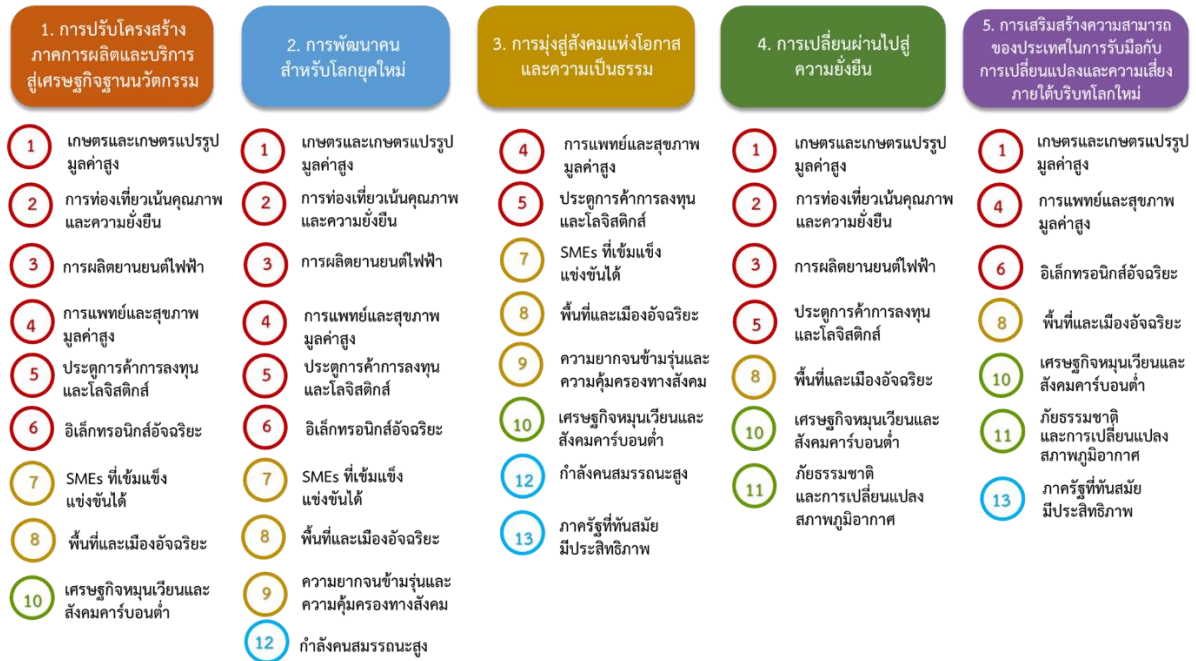 1. การปรับโครงสร้าง
ภาคการผลิตและบริการ
สู่เศรษฐกิจฐานนวัตกรรม
1
เกษตรและเกษตรแปรรูป
มูลค่าสูง
2
การท่องเที่ยวเน้นคุณภาพ
และความยั่งยืน
3
การผลิตยานยนต์ไฟฟ้า
4
การแพทย์และสุขภาพ
มูลค่าสูง
5
ประตูการค้าการลงทุน
และโลจิสติกส์
6
อิเล็กทรอนิกส์อัจฉริยะ
7
SMEs ที่เข้มแข็ง
แข่งขันได้
8
พื้นที่และเมืองอัจฉริยะ
10
เศรษฐกิจหมุนเวียนและ
สังคมคาร์บอนต่ำ
2. การพัฒนาคน
สำหรับโลกยุคใหม่
1
เกษตรและเกษตรแปรรูป
มูลค่าสูง
2
การท่องเที่ยวเน้นคุณภาพ
และความยั่งยืน
3
การผลิตยานยนต์ไฟฟ้า
4
การแพทย์และสุขภาพ
มูลค่าสูง
5
ประตูการค้าการลงทุน
และโลจิสติกส์
6
อิเล็กทรอนิกส์อัจฉริยะ
7
SMEs ที่เข้มแข็ง
แข่งขันได้
8
พื้นที่และเมืองอัจฉริยะ
9
ความยากจนข้ามรุ่นและ
ความคุ้มครองทางสังคม
12
กำลังคนสมรรถนะสูง
3. การมุ่งสู่สังคมแห่งโอกาส
และความเป็นธรรม
4
การแพทย์และสุขภาพ
มูลค่าสูง
5
ประตูการค้าการลงทุน
และโลจิสติกส์
7
SMEs ที่เข้มแข็ง
แข่งขันได้
8
พื้นที่และเมืองอัจฉริยะ
9
ความยากจนข้ามรุ่นและ
ความคุ้มครองทางสังคม
10
เศรษฐกิจหมุนเวียนและ
สังคมคาร์บอนต่ำ
12
กำลังคนสมรรถนะสูง
13
ภาครัฐที่ทันสมัย
มีประสิทธิภาพ
4. การเปลี่ยนผ่านไปสู่
ความยั่งยืน
1
เกษตรและเกษตรแปรรูป
มูลค่าสูง
2
การท่องเที่ยวเน้นคุณภาพ
และความยั่งยืน
3
การผลิตยานยนต์ไฟฟ้า
5
ประตูการค้าการลงทุน
และโลจิสติกส์
8
พื้นที่และเมืองอัจฉริยะ
10
เศรษฐกิจหมุนเวียนและ
สังคมคาร์บอนต่ำ
11
ภัยธรรมชาติ
และการเปลี่ยนแปลง
สภาพภูมิอากาศ
5. การเสริมสร้างความสามารถ
ของประเทศในการรับมือกับ
การเปลี่ยนแปลงและความเสี่ยง
ภายใต้บริบทโลกใหม่
1
เกษตรและเกษตรแปรรูป
มูลค่าสูง
4
การแพทย์และสุขภาพ
มูลค่าสูง
6
อิเล็กทรอนิกส์อัจฉริยะ
8
พื้นที่และเมืองอัจฉริยะ
10
เศรษฐกิจหมุนเวียนและ
สังคมคาร์บอนต่ำ
11
ภัยธรรมชาติ
และการเปลี่ยนแปลง
สภาพภูมิอากาศ
13
ภาครัฐที่ทันสมัย
มีประสิทธิภาพ